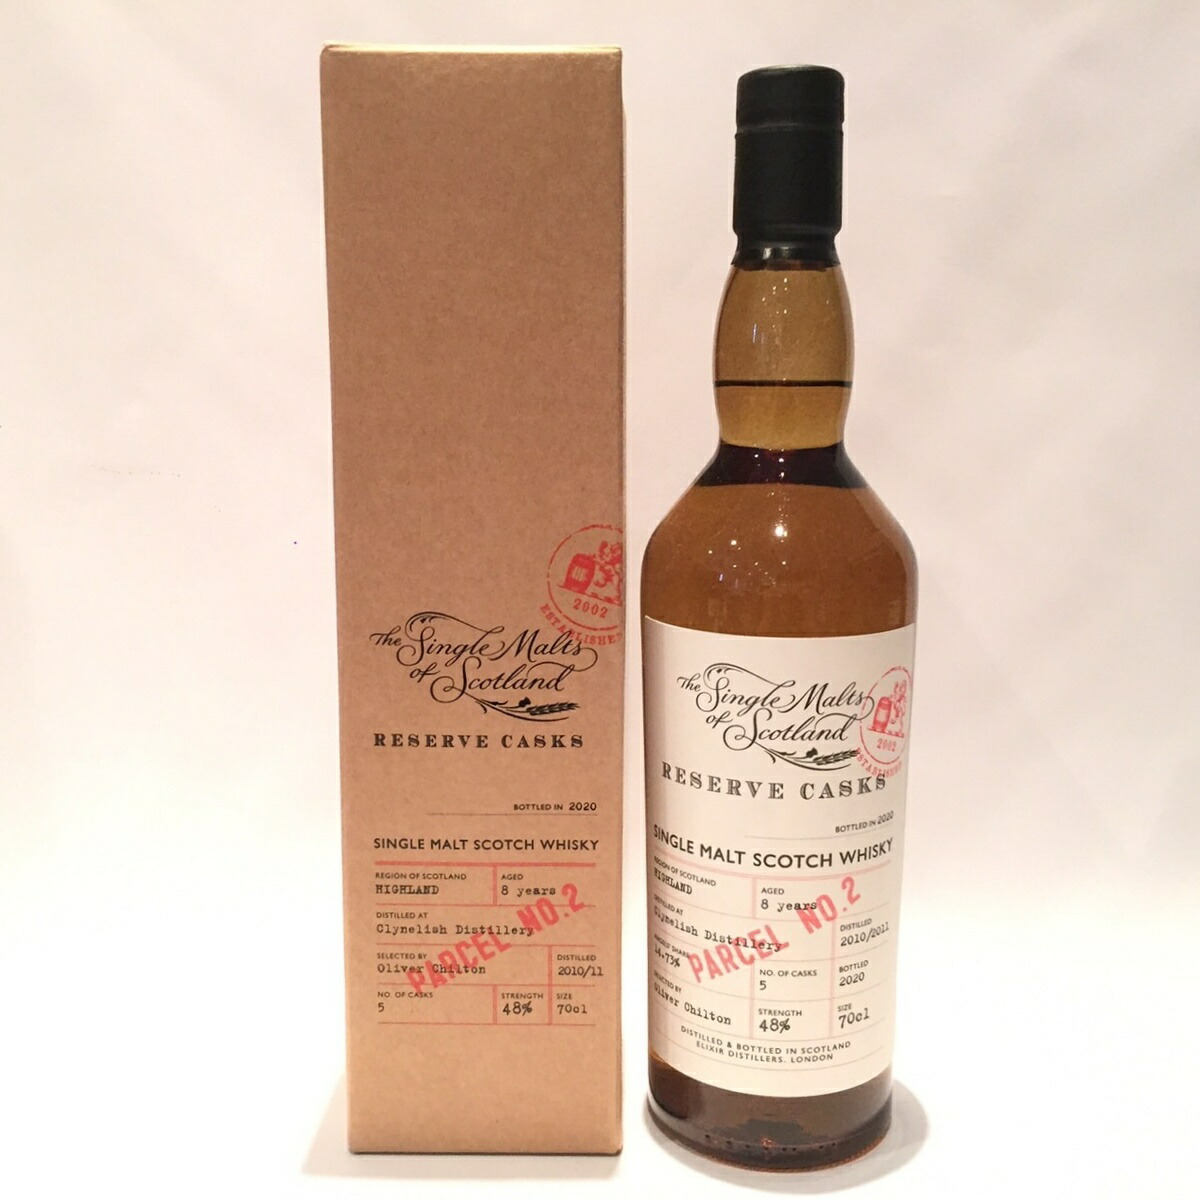 2002
ESTABLISHED
The Single Malts
of Scotland
RESERVE CASKS
BOTTLED IN 2020
SINGLE MALT SCOTCH WHISKY
REGION OF SCOTLAND
HIGHLAND
AGED
8 years
DISTILLED AT
Clynelish Distillery
PARCEL NO.2
SELECTED BY
Oliver Chilton
DISTILLED
2010/11
NO. OF CASKS
5
STRENGTH
48%
SIZE
70cl
The Single Malts
of Scotland
2002
ESTABLISHED
RESERVE CASKS
BOTTLED IN 2020
SINGLE MALT SCOTCH WHISKY
REGION OF SCOTLAND
HIGHLAND
AGED
8 years
DISTILLED AT
Clynelish Distillery
PARCEL NO.2
DISTILLED
2010/2011
ANGELS' SHARE
14.73%
NO. OF CASKS
5
BOTTLED
2020
SELECTED BY
Oliver Chilton
STRENGTH
48%
SIZE
70cl
DISTILLED & BOTTLED IN SCOTLAND
ELIXIR DISTILLERS. LONDON